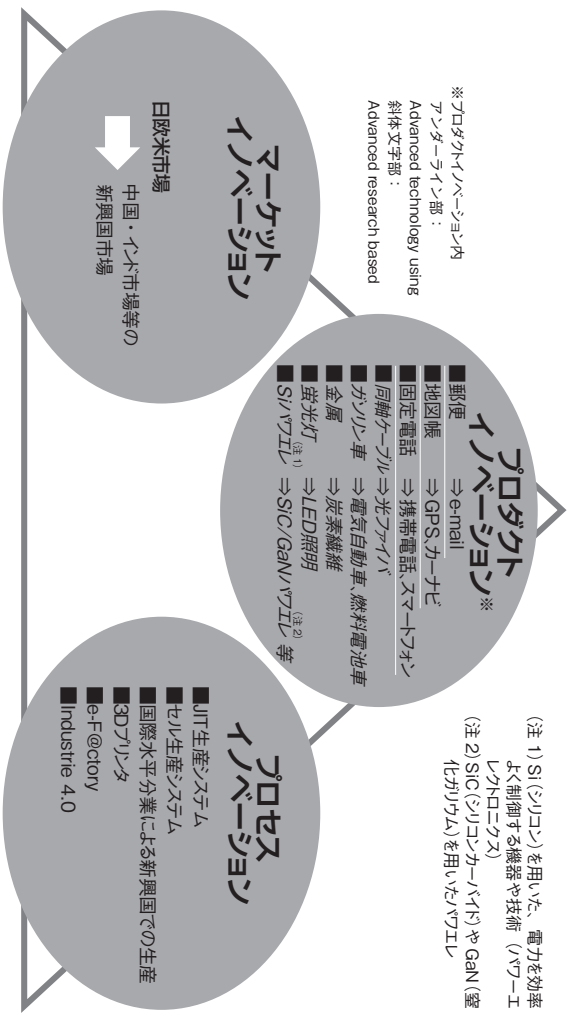 ※プロダクトイノベーション内
アンダーライン部：
Advanced technology using
斜体文字部：
Advanced research based
プロダクト
イノベーション※
■郵便 ⇒e-mail
■地図帳 ⇒GPS、カーナビ
■固定電話 ⇒携帯電話、スマートフォン
■同軸ケーブル⇒光ファイバ
■ガソリン車 ⇒電気自動車、燃料電池車
■金属 ⇒炭素繊維
■蛍光灯 ⇒LED照明
■Siパワエレ（注1） ⇒SiC/GaNパワエレ（注2）等
（注 1）Si（シリコン）を用いた、電力を効率
よく制御する機器や技術（パワーエ
レクトロニクス）
（注 2）SiC（シリコンカーバイド）や GaN（窒
化ガリウム）を用いたパワエレ
マーケット
イノベーション
日欧米市場
中国・インド市場等の
新興国市場
プロセス
イノベーション
■JIT生産システム
■セル生産システム
■国際水平分業による新興国での生産
■3Dプリンタ
■e-F@ctory
■Industrie 4.0